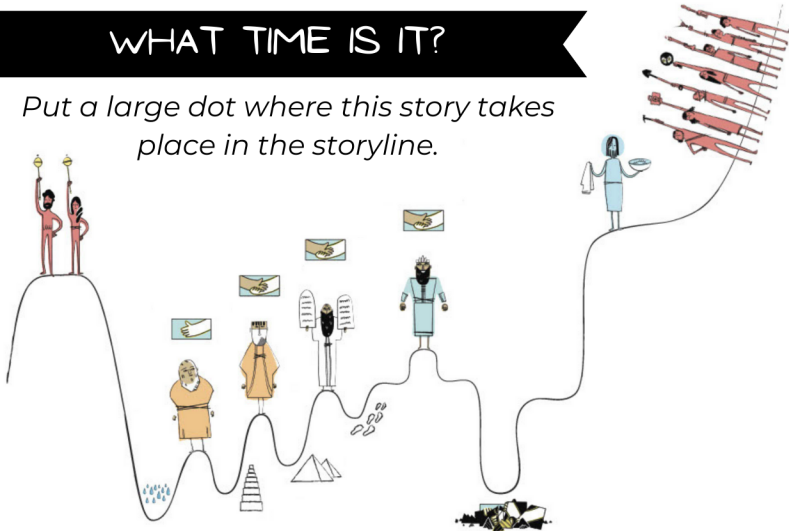 WHAT TIME IS IT?
Put a large dot where this story takes
place in the storyline.